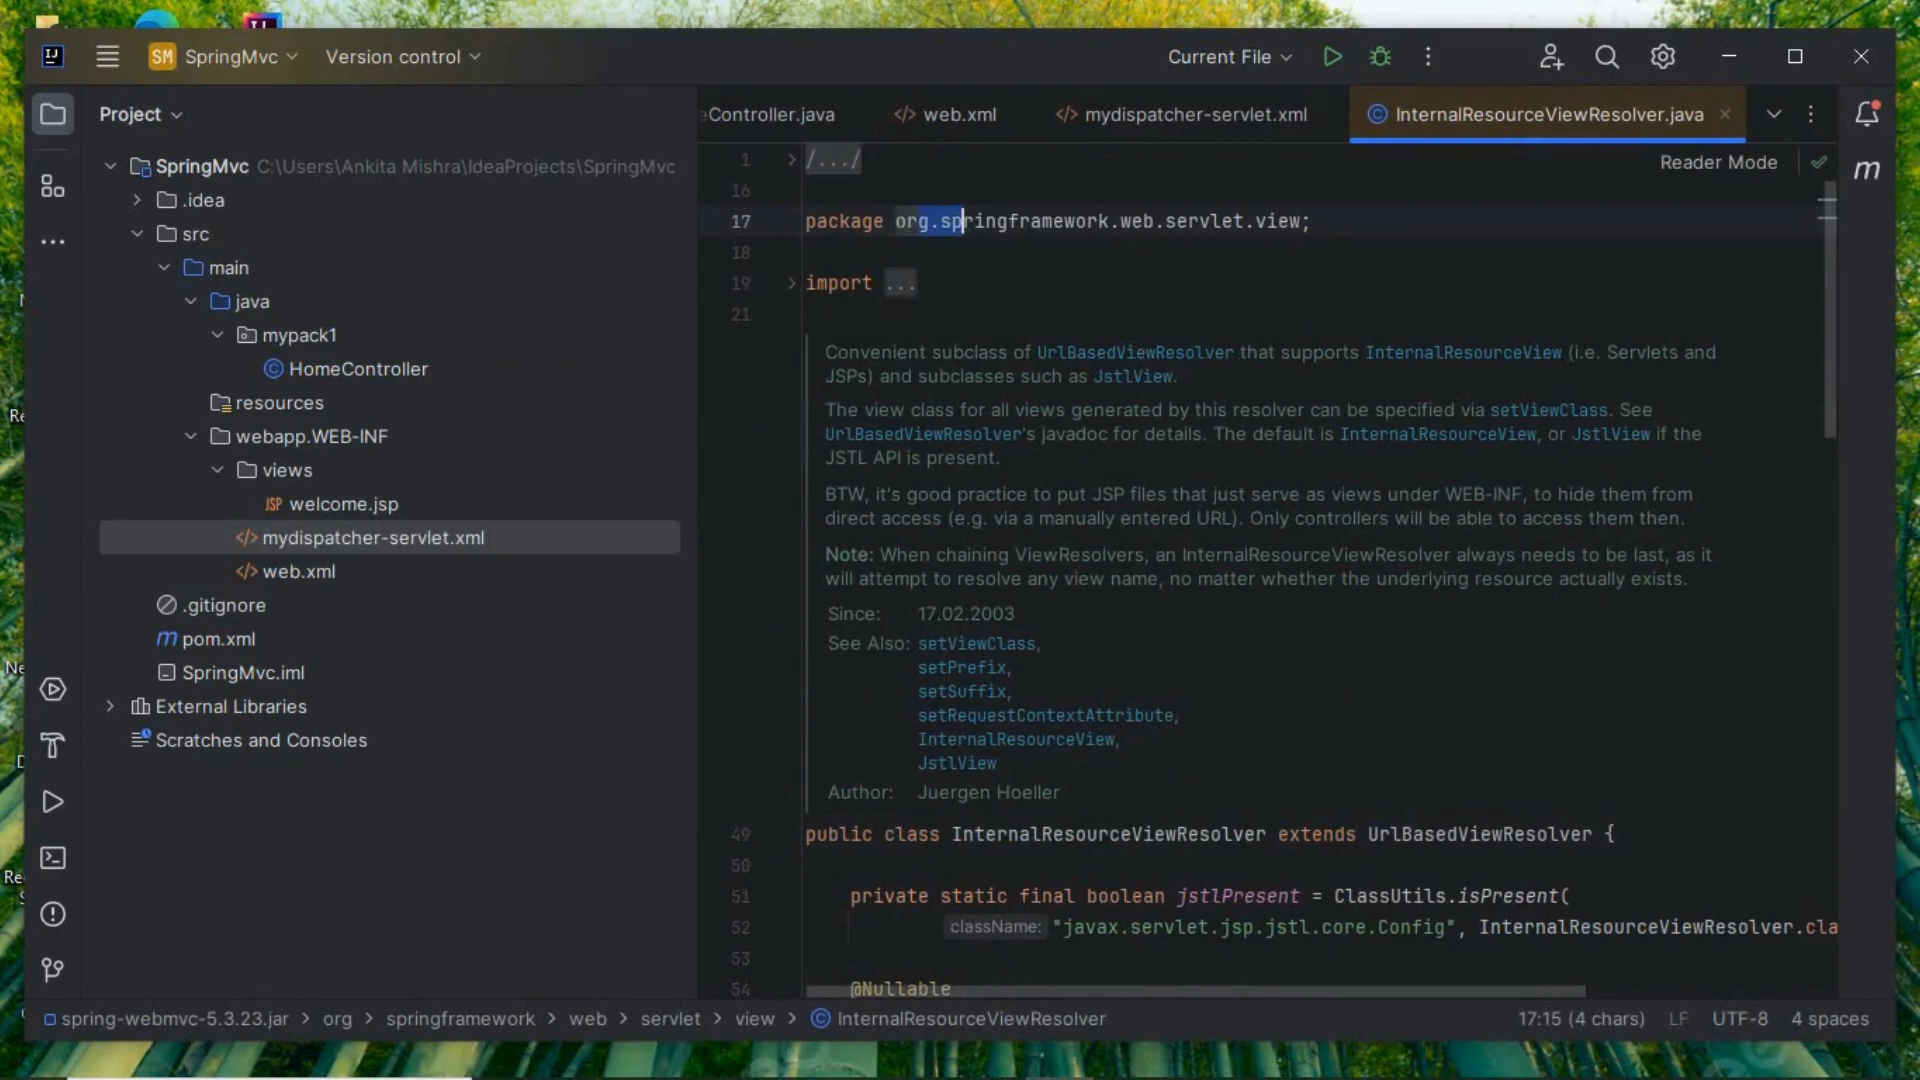 IJ
SM SpringMvc Version control Current File
Project
Controller.java web.xml mydispatcher-servlet.xml InternalResourceViewResolver.java
SpringMvc C:\Users\Ankita Mishra\IdeaProjects\SpringMvc
.idea
src
main
java
mypack1
HomeController
resources
webapp.WEB-INF
views
JSP welcome.jsp
</> mydispatcher-servlet.xml
</> web.xml
.gitignore
m pom.xml
SpringMvc.iml
External Libraries
Scratches and Consoles
Reader Mode
m
1 /.../
16
17 package org.springframework.web.servlet.view;
18
19 import ...
21
Convenient subclass of UrlBasedViewResolver that supports InternalResourceView (i.e. Servlets and
JSPs) and subclasses such as JstlView.
The view class for all views generated by this resolver can be specified via setViewClass. See
UrlBasedViewResolver's javadoc for details. The default is InternalResourceView, or JstlView if the
JSTL API is present.
BTW, it's good practice to put JSP files that just serve as views under WEB-INF, to hide them from
direct access (e.g. via a manually entered URL). Only controllers will be able to access them then.
Note: When chaining ViewResolvers, an InternalResourceViewResolver always needs to be last, as it
will attempt to resolve any view name, no matter whether the underlying resource actually exists.
Since: 17.02.2003
See Also: setViewClass,
setPrefix,
setSuffix,
setRequestContextAttribute,
InternalResourceView,
JstlView
Author: Juergen Hoeller
49 public class InternalResourceViewResolver extends UrlBasedViewResolver {
50
51 private static final boolean jstlPresent = ClassUtils.isPresent(
52 className: "javax.servlet.jsp.jstl.core.Config", InternalResourceViewResolver.cla
53
54 @Nullable
spring-webmvc-5.3.23.jar > org > springframework > web > servlet > view > InternalResourceViewResolver 17:15 (4 chars) LF UTF-8 4 spaces